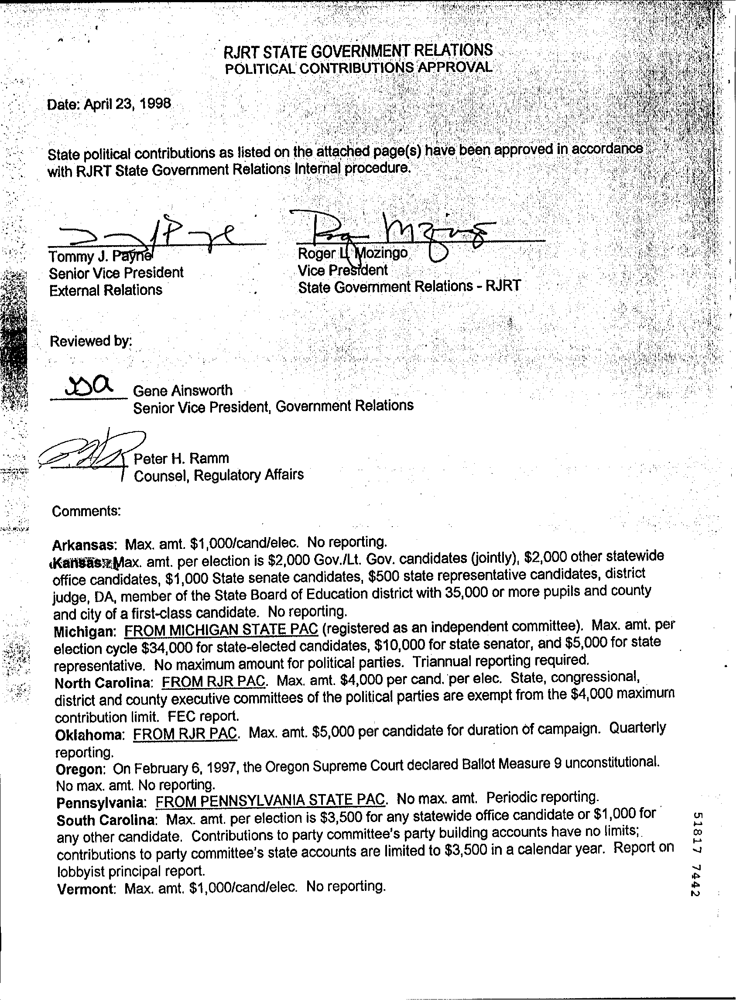 RJRT STATE GOVERNMENT RELATIONS
POLITICAL CONTRIBUTIONS APPROVAL
Date: April 23, 1998
State political contributions as listed on the attached page(s) have been approved in accordance
with RJRT State Government Relations Internal procedure.
Tommy J. Payne
Senior Vice President
External Relations
Roger L. Mozingo
Vice President
State Government Relations - RJRT
Reviewed by:
Gene Ainsworth
Senior Vice President, Government Relations
Peter H. Ramm
Counsel, Regulatory Affairs
Comments:
Arkansas: Max. amt. $1,000/cand/elec. No reporting.
Kansas: Max. amt. per election is $2,000 Gov./Lt. Gov. candidates (jointly), $2,000 other statewide
office candidates, $1,000 State senate candidates, $500 state representative candidates, district
judge, DA, member of the State Board of Education district with 35,000 or more pupils and county
and city of a first-class candidate. No reporting.
Michigan: FROM MICHIGAN STATE PAC (registered as an independent committee). Max. amt. per
election cycle $34,000 for state-elected candidates, $10,000 for state senator, and $5,000 for state
representative. No maximum amount for political parties. Triannual reporting required.
North Carolina: FROM RJR PAC. Max. amt. $4,000 per cand. per elec. State, congressional,
district and county executive committees of the political parties are exempt from the $4,000 maximum
contribution limit. FEC report.
Oklahoma: FROM RJR PAC. Max. amt. $5,000 per candidate for duration of campaign. Quarterly
reporting.
Oregon: On February 6, 1997, the Oregon Supreme Court declared Ballot Measure 9 unconstitutional.
No max. amt. No reporting.
Pennsylvania: FROM PENNSYLVANIA STATE PAC. No max. amt. Periodic reporting.
South Carolina: Max. amt. per election is $3,500 for any statewide office candidate or $1,000 for
any other candidate. Contributions to party committee's party building accounts have no limits;
contributions to party committee's state accounts are limited to $3,500 in a calendar year. Report on
lobbyist principal report.
Vermont: Max. amt. $1,000/cand/elec. No reporting.
51817 7442